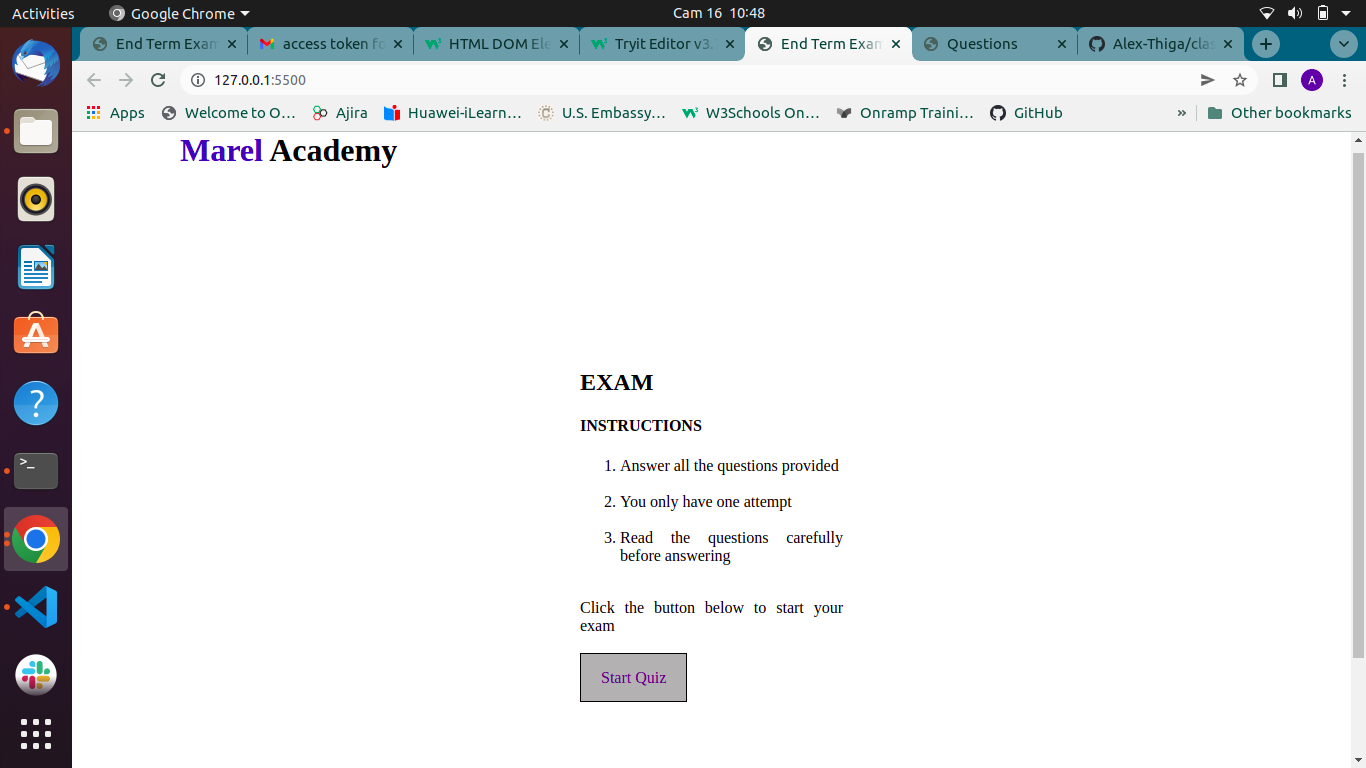 Activities Google Chrome Cam 16 10:48
End Term Exam access token fo HTML DOM Ele Tryit Editor v3. End Term Exam Questions Alex-Thiga/clas
127.0.0.1:5500 A
Apps Welcome to O… Ajira Huawei-iLearn… U.S. Embassy… W3Schools On… Onramp Traini… GitHub » Other bookmarks
Marel Academy
EXAM
INSTRUCTIONS
1. Answer all the questions provided
2. You only have one attempt
3. Read the questions carefully
before answering
Click the button below to start your
exam
Start Quiz